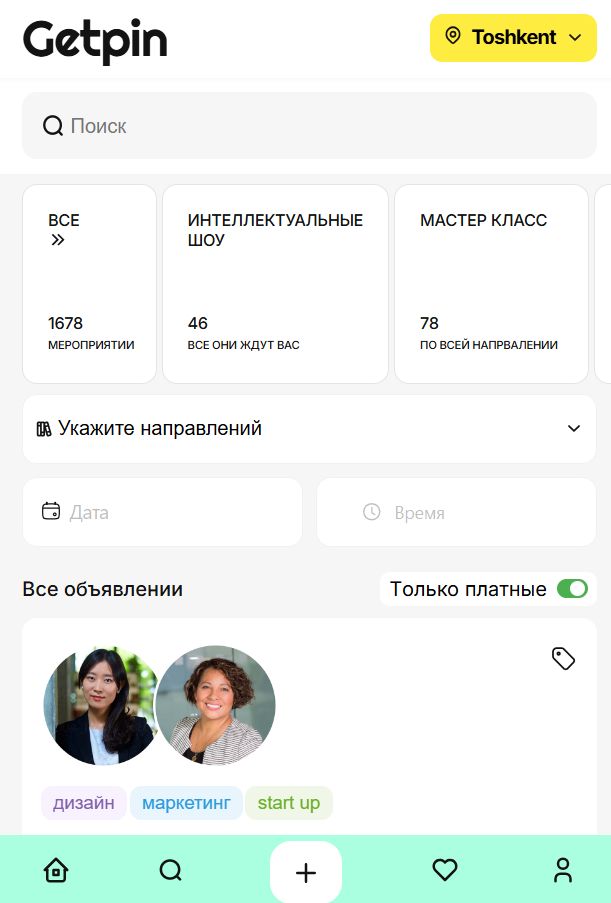 Getpin
Toshkent
Поиск
ВСЕ
1678
МЕРОПРИЯТИИ
ИНТЕЛЛЕКТУАЛЬНЫЕ
ШОУ
46
ВСЕ ОНИ ЖДУТ ВАС
МАСТЕР КЛАСС
78
ПО ВСЕЙ НАПРВАЛЕНИИ
Укажите направлений
Дата
Время
Все объявлении
Только платные
дизайн
маркетинг
start up